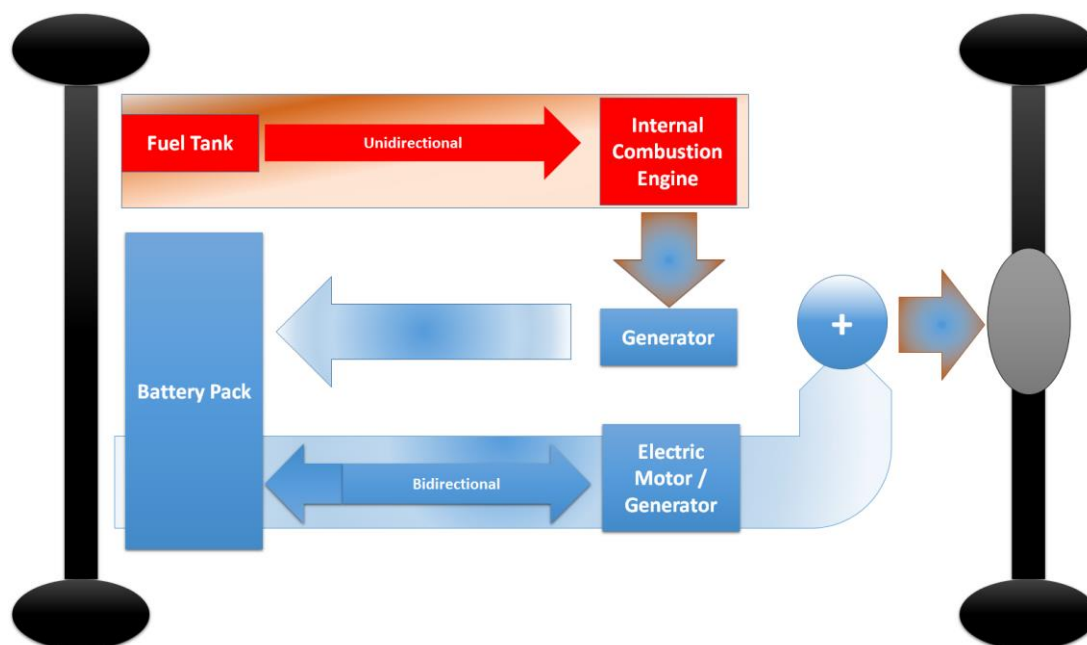 Fuel Tank
Unidirectional
Internal
Combustion
Engine
Generator
+
Battery Pack
Bidirectional
Electric
Motor /
Generator